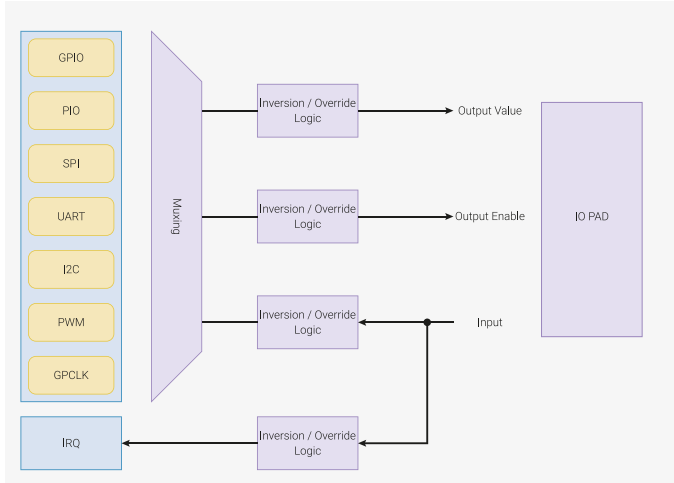 GPIO
PIO
SPI
UART
I2C
PWM
GPCLK
IRQ
Muxing
Inversion / Override
Logic
Output Value
Inversion / Override
Logic
Output Enable
Inversion / Override
Logic
Input
Inversion / Override
Logic
IO PAD